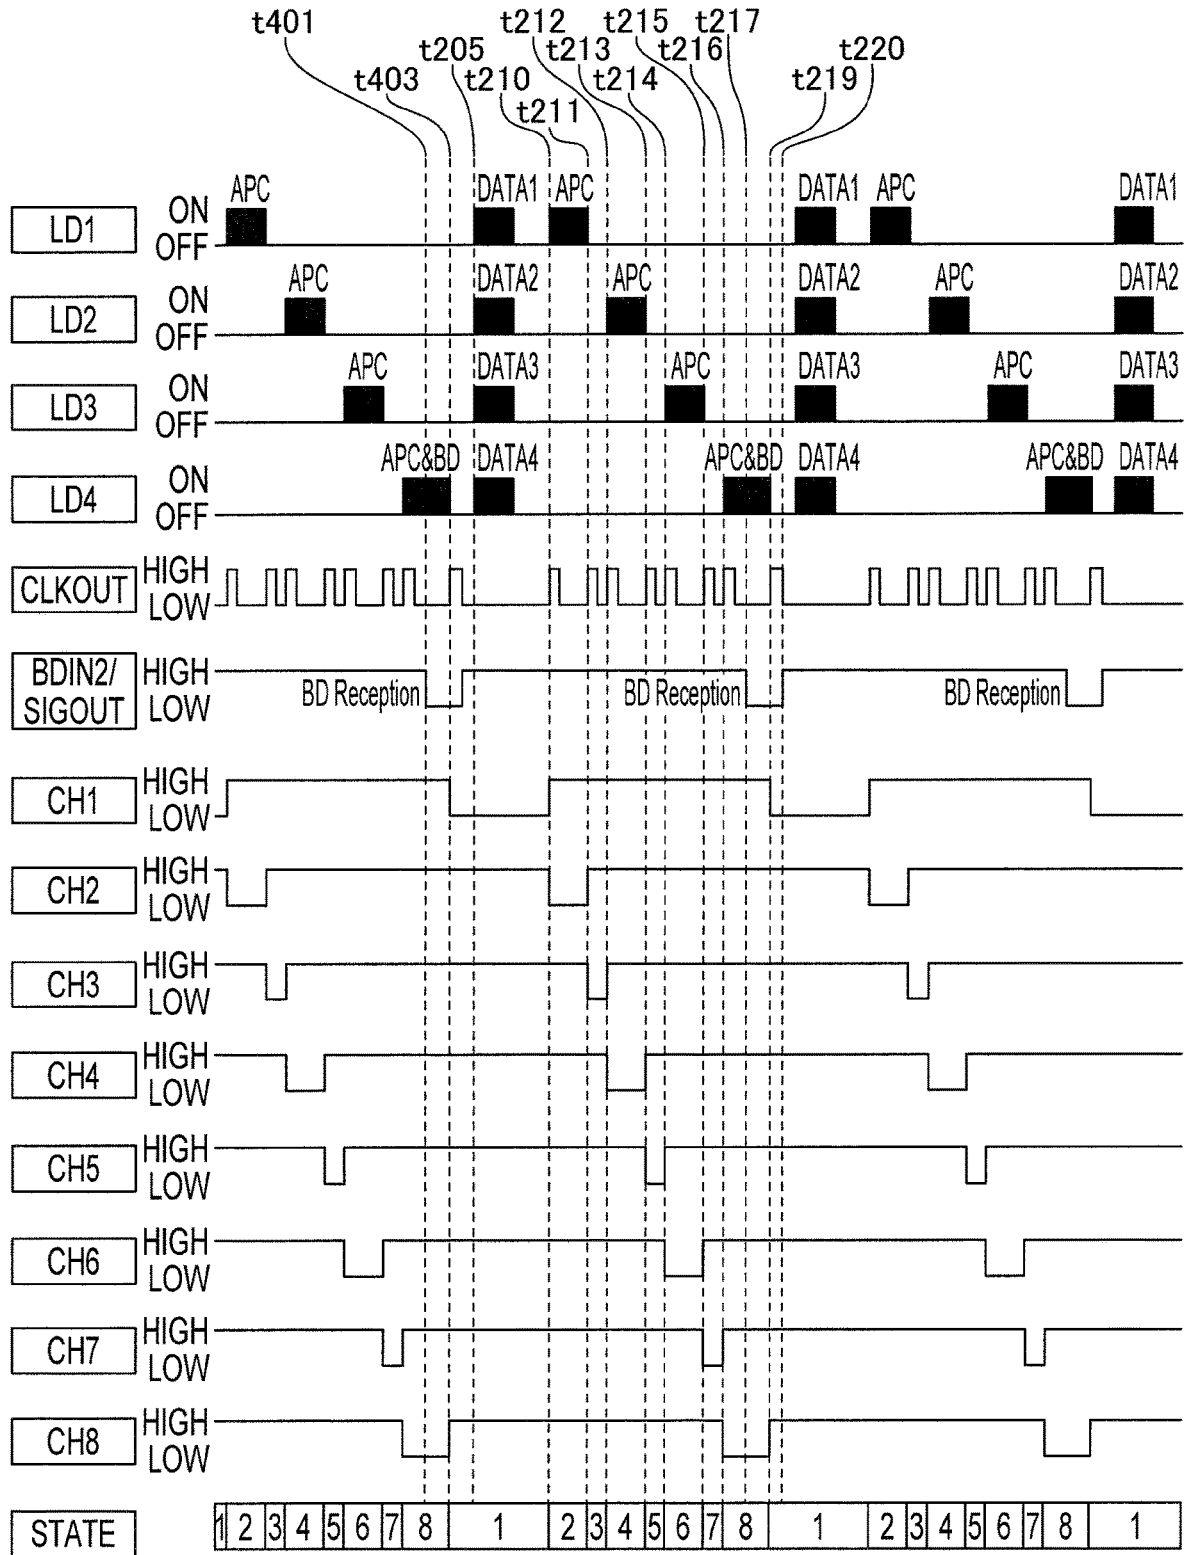 t401
t212
t215
t217
t205
t213
t216
t220
t403
t210
t214
t219
t211
APC
DATA1
APC
DATA1
APC
DATA1
LD1
ON
OFF
APC
DATA2
APC
DATA2
APC
DATA2
LD2
ON
OFF
APC
DATA3
APC
DATA3
APC
DATA3
LD3
ON
OFF
APC&BD
DATA4
APC&BD
DATA4
APC&BD
DATA4
LD4
ON
OFF
CLKOUT
HIGH
LOW
BDIN2/
SIGOUT
HIGH
LOW
BD Reception
BD Reception
BD Reception
CH1
HIGH
LOW
CH2
HIGH
LOW
CH3
HIGH
LOW
CH4
HIGH
LOW
CH5
HIGH
LOW
CH6
HIGH
LOW
CH7
HIGH
LOW
CH8
HIGH
LOW
STATE
1 2 3 4 5 6 7 8 1 2 3 4 5 6 7 8 1 2 3 4 5 6 7 8 1